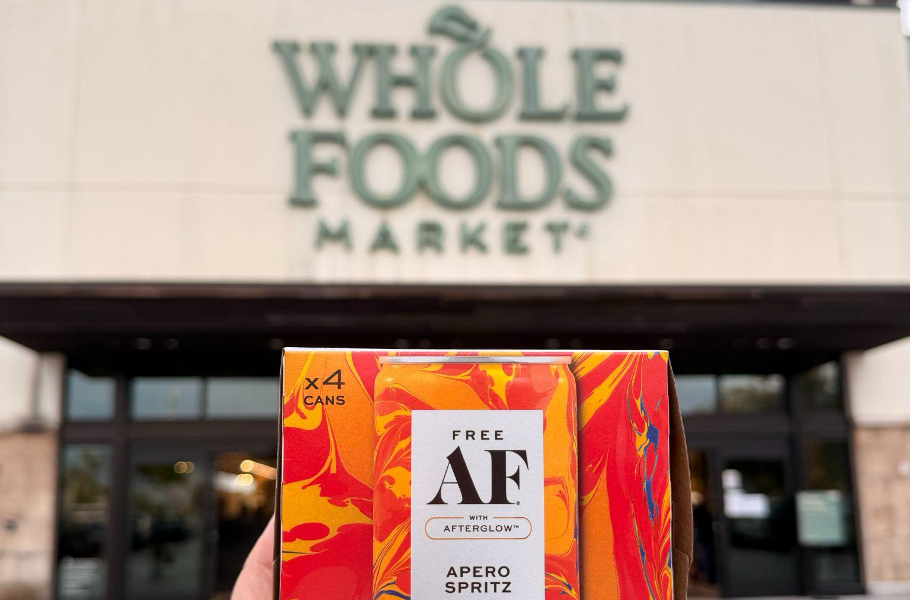 WHOLE
FOODS
MARKET
x4
CANS
FREE
AF
WITH
AFTERGLOW™
APERO
SPRITZ